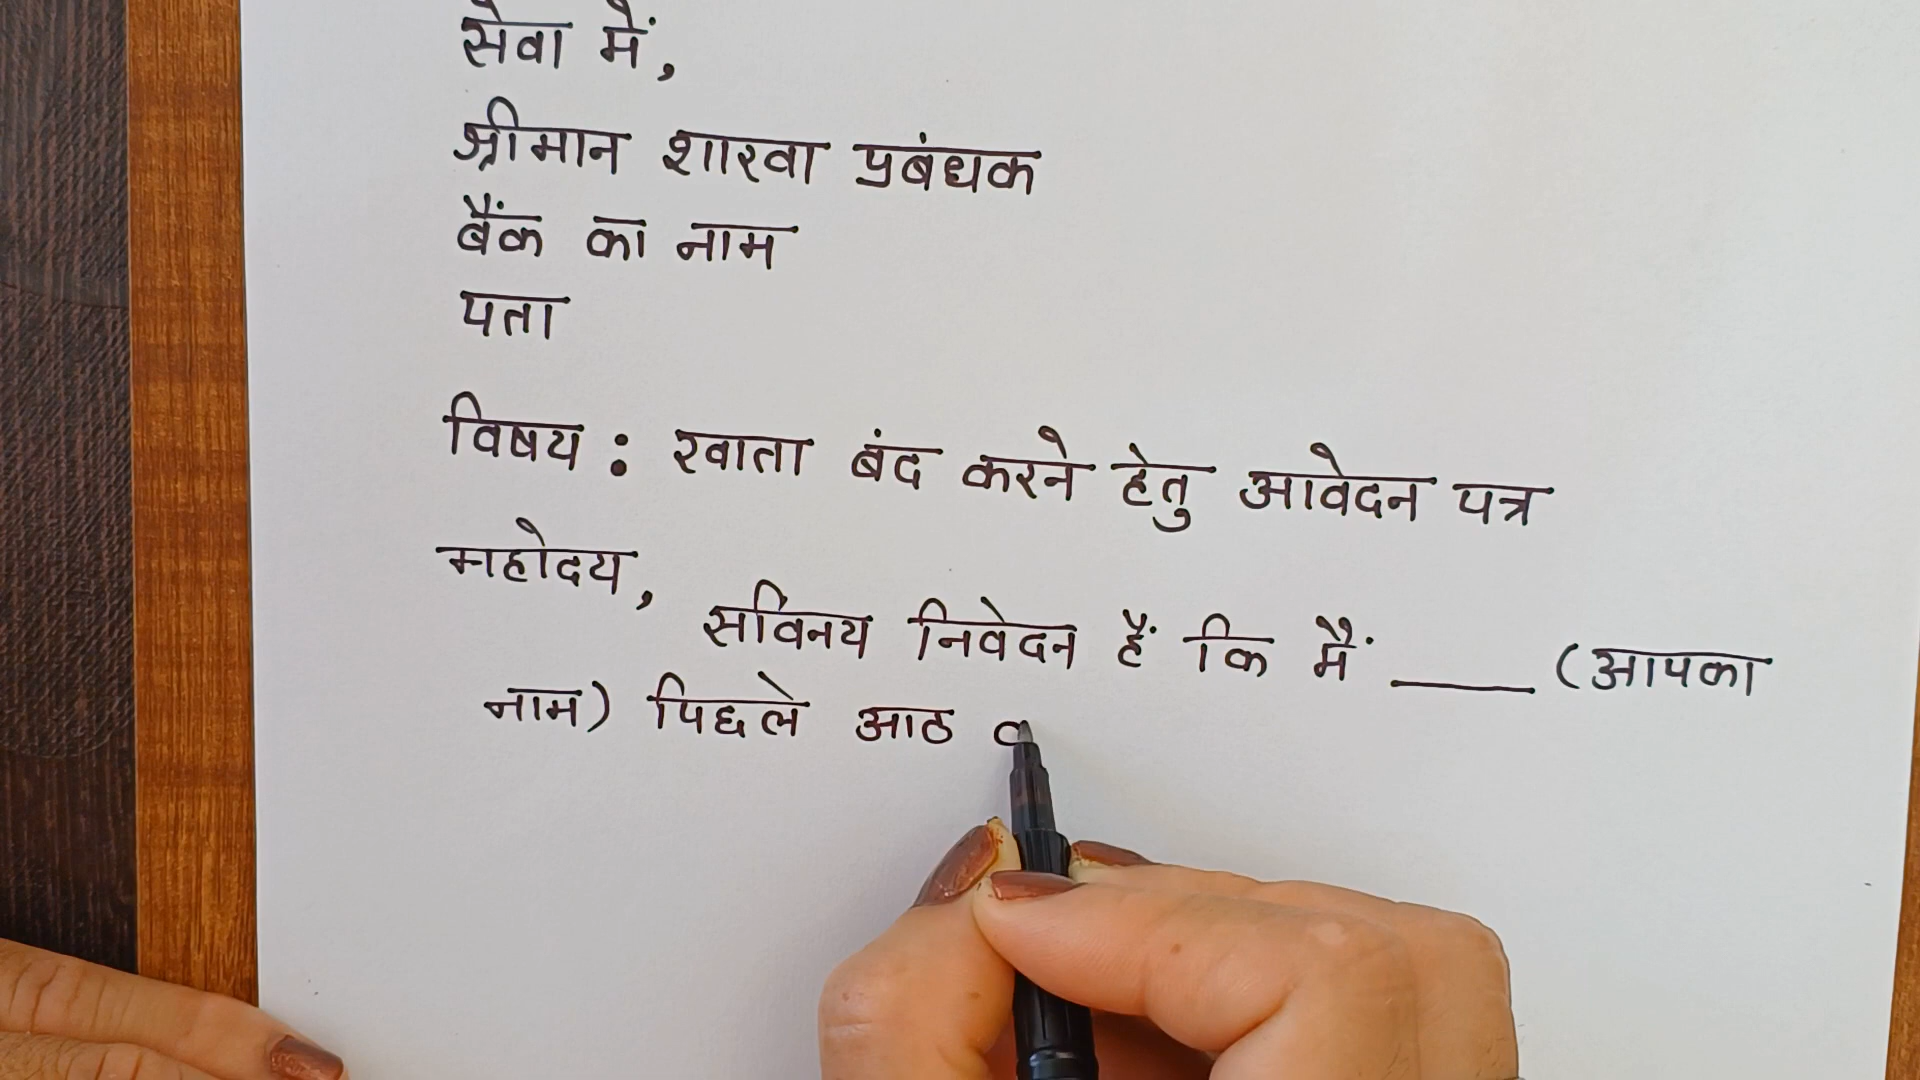 सेवा में,
श्रीमान शाखा प्रबंधक
बैंक का नाम
पता
विषय : खाता बंद करने हेतु आवेदन पत्र
महोदय,
सविनय निवेदन हैं कि मैं ____ (आपका
नाम) पिछले आठ